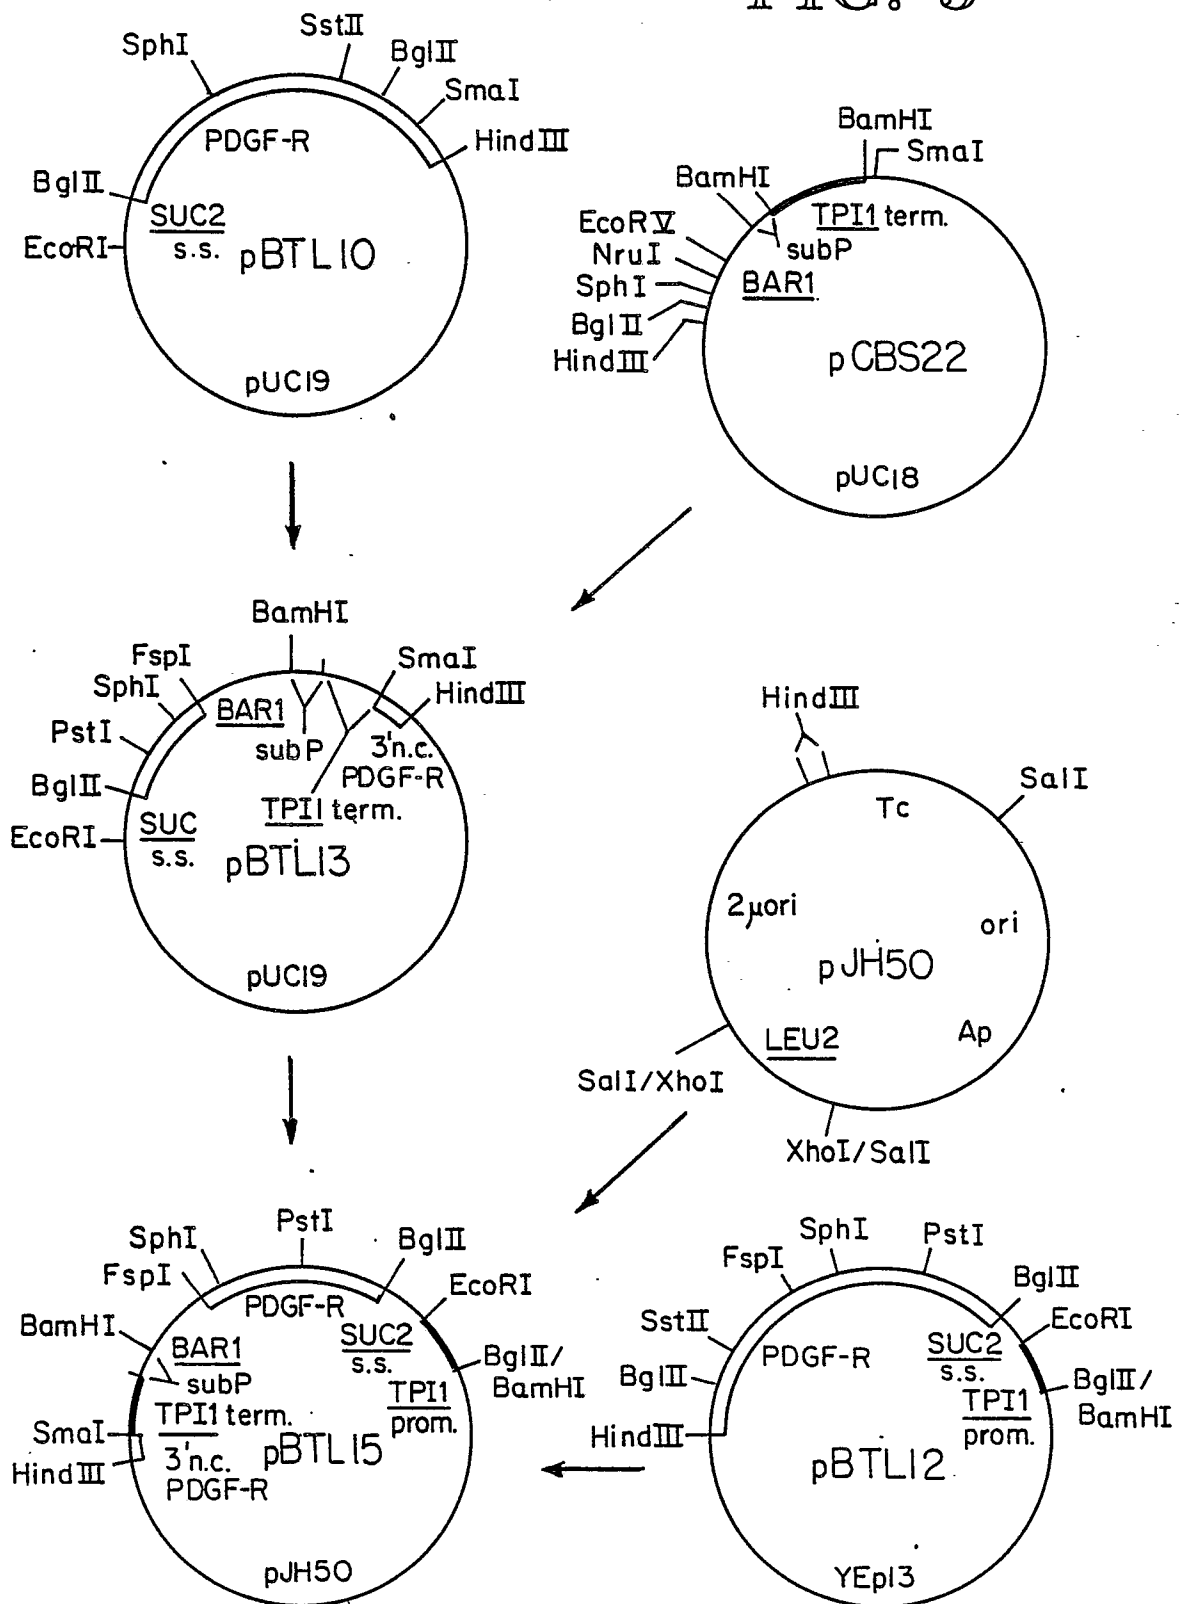 FIG. 5
SphI
SstII
BglII
SmaI
HindIII
PDGF-R
BglII
EcoRI
SUC2
s.s.
pBTL10
pUC19
BamHI
SmaI
BamHI
TPI1 term.
subP
EcoRV
NruI
SphI
BglII
HindIII
BAR1
pCBS22
pUC18
BamHI
FspI
SphI
PstI
BglII
EcoRI
SmaI
HindIII
BAR1
subP
3'n.c.
PDGF-R
TPI1 term.
SUC
s.s.
pBTL13
pUC19
HindIII
SalI
Tc
2µori
ori
pJH50
LEU2
Ap
SalI/XhoI
XhoI/SalI
PstI
SphI
BglII
FspI
EcoRI
PDGF-R
BamHI
BAR1
subP
SUC2
s.s.
BglII/
BamHI
TPI1
prom.
TPI1 term.
SmaI
3'n.c.
PDGF-R
HindIII
pBTL15
pJH50
SphI
PstI
FspI
BglII
SstII
EcoRI
PDGF-R
SUC2
s.s.
BglII
BglII/
BamHI
TPI1
prom.
HindIII
pBTL12
YEp13